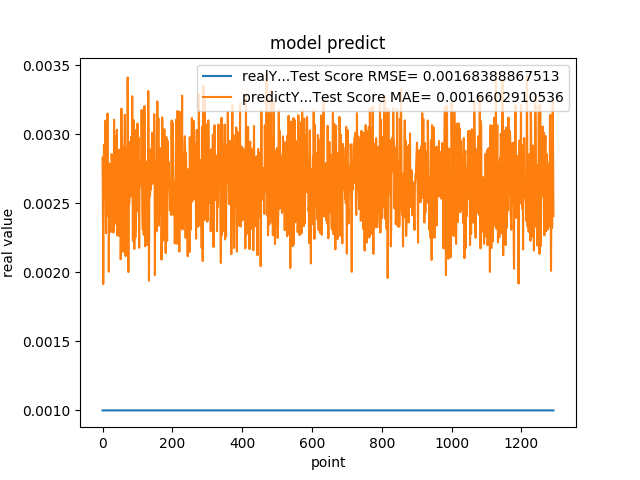 model predict
realY...Test Score RMSE= 0.00168388867513
predictY...Test Score MAE= 0.0016602910536
0.0035
0.0030
0.0025
0.0020
0.0015
0.0010
real value
0 200 400 600 800 1000 1200
point